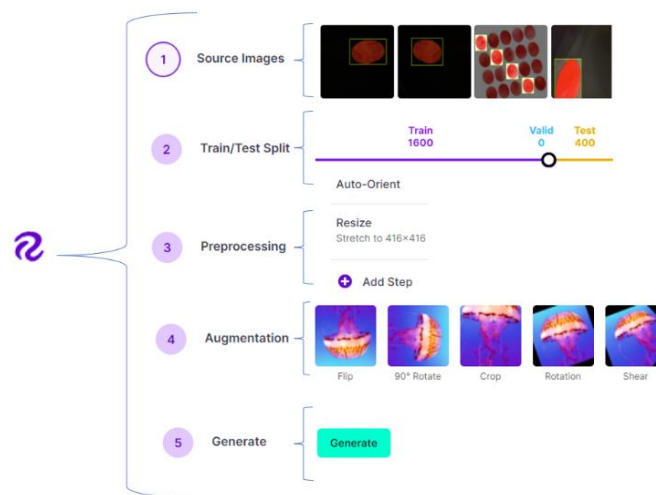 1
Source Images
2
Train/Test Split
Train
1600
Valid
0
Test
400
3
Preprocessing
Auto-Orient
Resize
Stretch to 416×416
Add Step
4
Augmentation
Flip
90° Rotate
Crop
Rotation
Shear
5
Generate
Generate